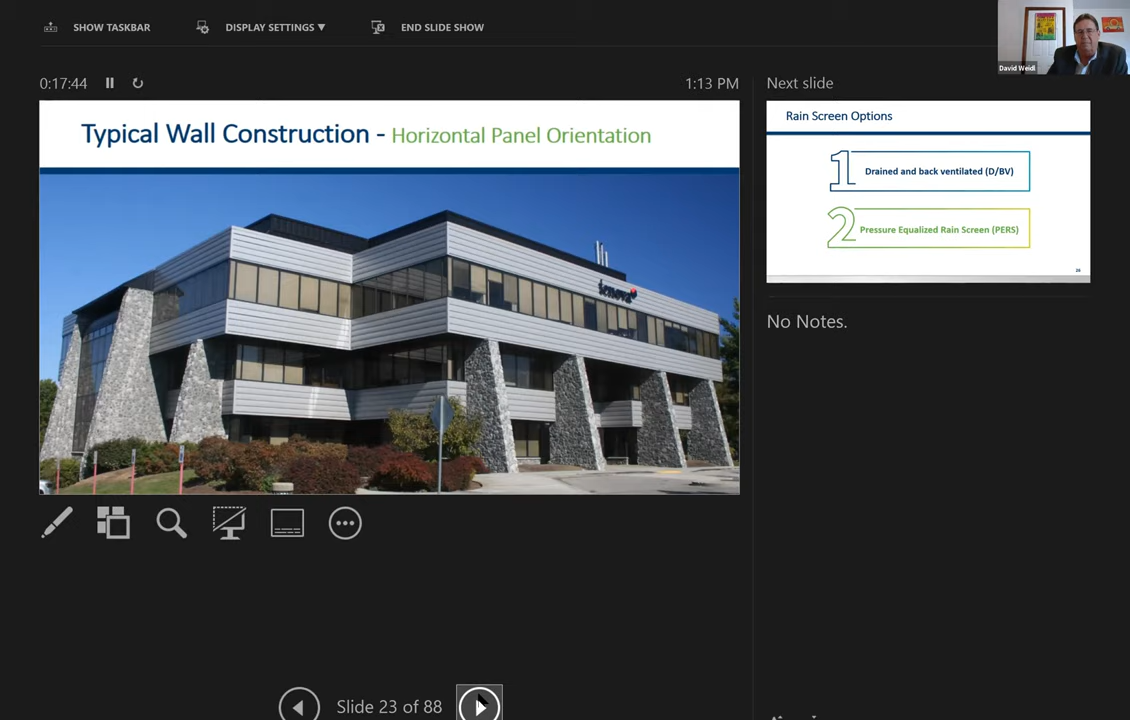 SHOW TASKBAR
DISPLAY SETTINGS ▼
END SLIDE SHOW
David Weidl
0:17:44
1:13 PM
Next slide
Typical Wall Construction - Horizontal Panel Orientation
tenova
Rain Screen Options
1 Drained and back ventilated (D/BV)
2 Pressure Equalized Rain Screen (PERS)
No Notes.
Slide 23 of 88